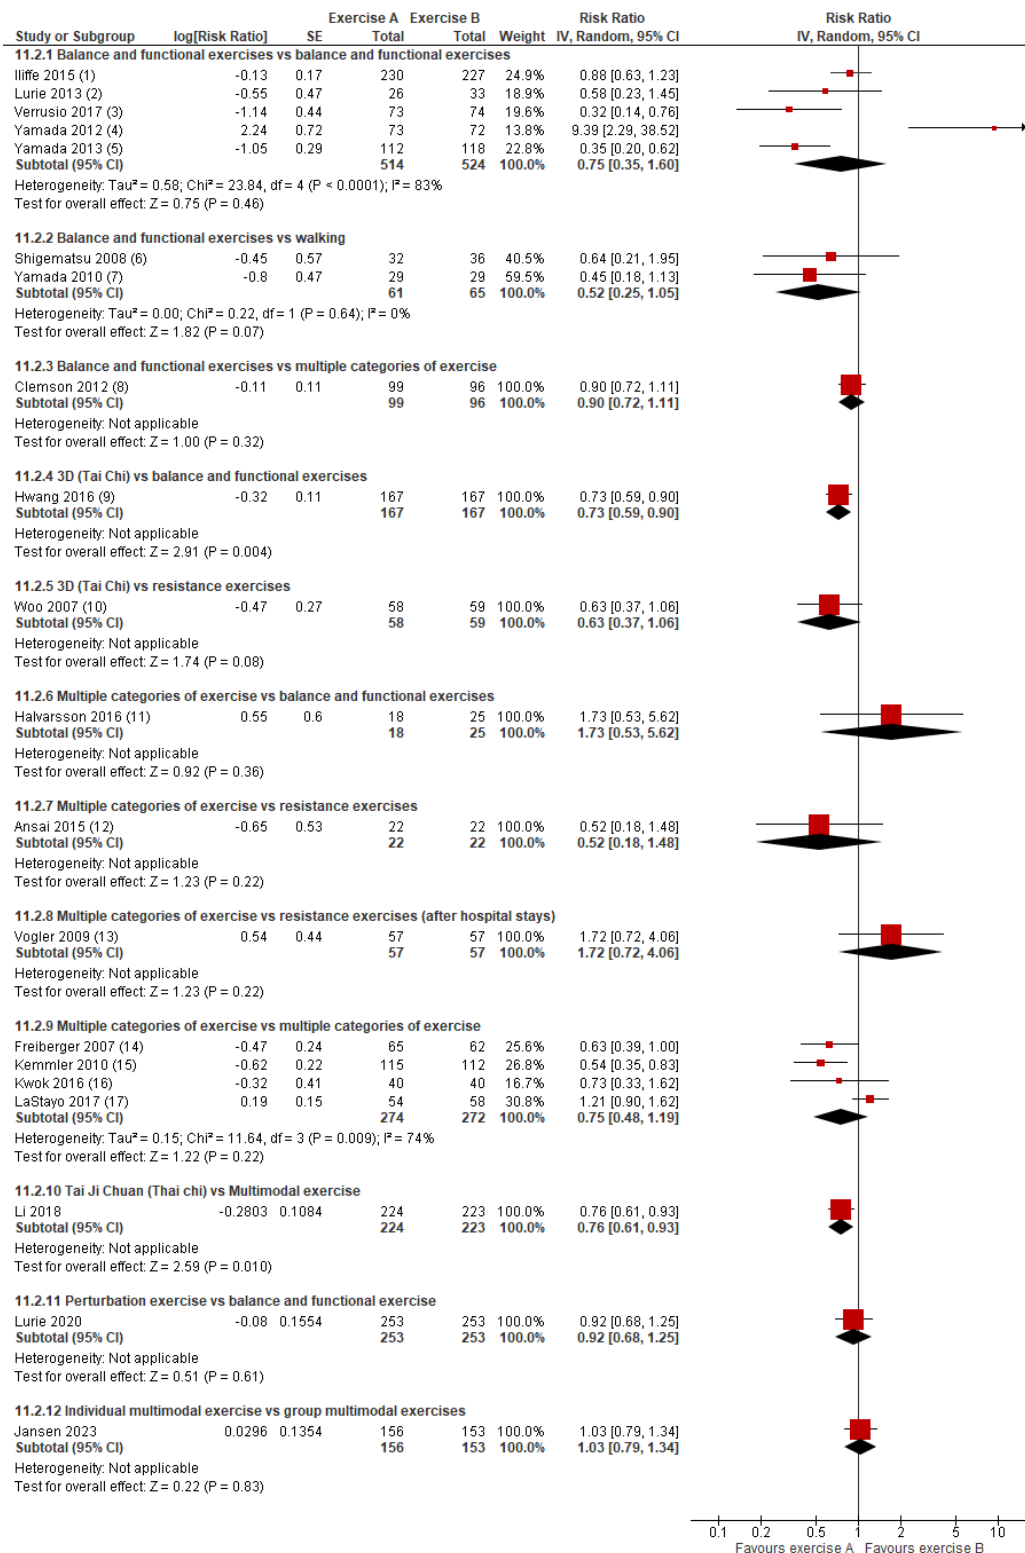 Exercise A Exercise B Risk Ratio Risk Ratio
Study or Subgroup log[Risk Ratio] SE Total Total Weight IV, Random, 95% CI IV, Random, 95% CI
11.2.1 Balance and functional exercises vs balance and functional exercises
Iliffe 2015 (1) -0.13 0.17 230 227 24.9% 0.88 [0.63, 1.23]
Lurie 2013 (2) -0.55 0.47 26 33 18.9% 0.58 [0.23, 1.45]
Verrusio 2017 (3) -1.14 0.44 73 74 19.6% 0.32 [0.14, 0.76]
Yamada 2012 (4) 2.24 0.72 73 72 13.8% 9.39 [2.29, 38.52]
Yamada 2013 (5) -1.05 0.29 112 118 22.8% 0.35 [0.20, 0.62]
Subtotal (95% CI) 514 524 100.0% 0.75 [0.35, 1.60]
Heterogeneity: Tau² = 0.58; Chi² = 23.84, df = 4 (P < 0.0001); I² = 83%
Test for overall effect: Z = 0.75 (P = 0.46)
11.2.2 Balance and functional exercises vs walking
Shigematsu 2008 (6) -0.45 0.57 32 36 40.5% 0.64 [0.21, 1.95]
Yamada 2010 (7) -0.8 0.47 29 29 59.5% 0.45 [0.18, 1.13]
Subtotal (95% CI) 61 65 100.0% 0.52 [0.25, 1.05]
Heterogeneity: Tau² = 0.00; Chi² = 0.22, df = 1 (P = 0.64); I² = 0%
Test for overall effect: Z = 1.82 (P = 0.07)
11.2.3 Balance and functional exercises vs multiple categories of exercise
Clemson 2012 (8) -0.11 0.11 99 96 100.0% 0.90 [0.72, 1.11]
Subtotal (95% CI) 99 96 100.0% 0.90 [0.72, 1.11]
Heterogeneity: Not applicable
Test for overall effect: Z = 1.00 (P = 0.32)
11.2.4 3D (Tai Chi) vs balance and functional exercises
Hwang 2016 (9) -0.32 0.11 167 167 100.0% 0.73 [0.59, 0.90]
Subtotal (95% CI) 167 167 100.0% 0.73 [0.59, 0.90]
Heterogeneity: Not applicable
Test for overall effect: Z = 2.91 (P = 0.004)
11.2.5 3D (Tai Chi) vs resistance exercises
Woo 2007 (10) -0.47 0.27 58 59 100.0% 0.63 [0.37, 1.06]
Subtotal (95% CI) 58 59 100.0% 0.63 [0.37, 1.06]
Heterogeneity: Not applicable
Test for overall effect: Z = 1.74 (P = 0.08)
11.2.6 Multiple categories of exercise vs balance and functional exercises
Halvarsson 2016 (11) 0.55 0.6 18 25 100.0% 1.73 [0.53, 5.62]
Subtotal (95% CI) 18 25 100.0% 1.73 [0.53, 5.62]
Heterogeneity: Not applicable
Test for overall effect: Z = 0.92 (P = 0.36)
11.2.7 Multiple categories of exercise vs resistance exercises
Ansai 2015 (12) -0.65 0.53 22 22 100.0% 0.52 [0.18, 1.48]
Subtotal (95% CI) 22 22 100.0% 0.52 [0.18, 1.48]
Heterogeneity: Not applicable
Test for overall effect: Z = 1.23 (P = 0.22)
11.2.8 Multiple categories of exercise vs resistance exercises (after hospital stays)
Vogler 2009 (13) 0.54 0.44 57 57 100.0% 1.72 [0.72, 4.06]
Subtotal (95% CI) 57 57 100.0% 1.72 [0.72, 4.06]
Heterogeneity: Not applicable
Test for overall effect: Z = 1.23 (P = 0.22)
11.2.9 Multiple categories of exercise vs multiple categories of exercise
Freiberger 2007 (14) -0.47 0.24 65 62 25.6% 0.63 [0.39, 1.00]
Kemmler 2010 (15) -0.62 0.22 115 112 26.8% 0.54 [0.35, 0.83]
Kwok 2016 (16) -0.32 0.41 40 40 16.7% 0.73 [0.33, 1.62]
LaStayo 2017 (17) 0.19 0.15 54 58 30.8% 1.21 [0.90, 1.62]
Subtotal (95% CI) 274 272 100.0% 0.75 [0.48, 1.19]
Heterogeneity: Tau² = 0.15; Chi² = 11.64, df = 3 (P = 0.009); I² = 74%
Test for overall effect: Z = 1.22 (P = 0.22)
11.2.10 Tai Ji Chuan (Thai chi) vs Multimodal exercise
Li 2018 -0.2803 0.1084 224 223 100.0% 0.76 [0.61, 0.93]
Subtotal (95% CI) 224 223 100.0% 0.76 [0.61, 0.93]
Heterogeneity: Not applicable
Test for overall effect: Z = 2.59 (P = 0.010)
11.2.11 Perturbation exercise vs balance and functional exercise
Lurie 2020 -0.08 0.1554 253 253 100.0% 0.92 [0.68, 1.25]
Subtotal (95% CI) 253 253 100.0% 0.92 [0.68, 1.25]
Heterogeneity: Not applicable
Test for overall effect: Z = 0.51 (P = 0.61)
11.2.12 Individual multimodal exercise vs group multimodal exercises
Jansen 2023 0.0296 0.1354 156 153 100.0% 1.03 [0.79, 1.34]
Subtotal (95% CI) 156 153 100.0% 1.03 [0.79, 1.34]
Heterogeneity: Not applicable
Test for overall effect: Z = 0.22 (P = 0.83)
0.1 0.2 0.5 1 2 5 10
Favours exercise A Favours exercise B